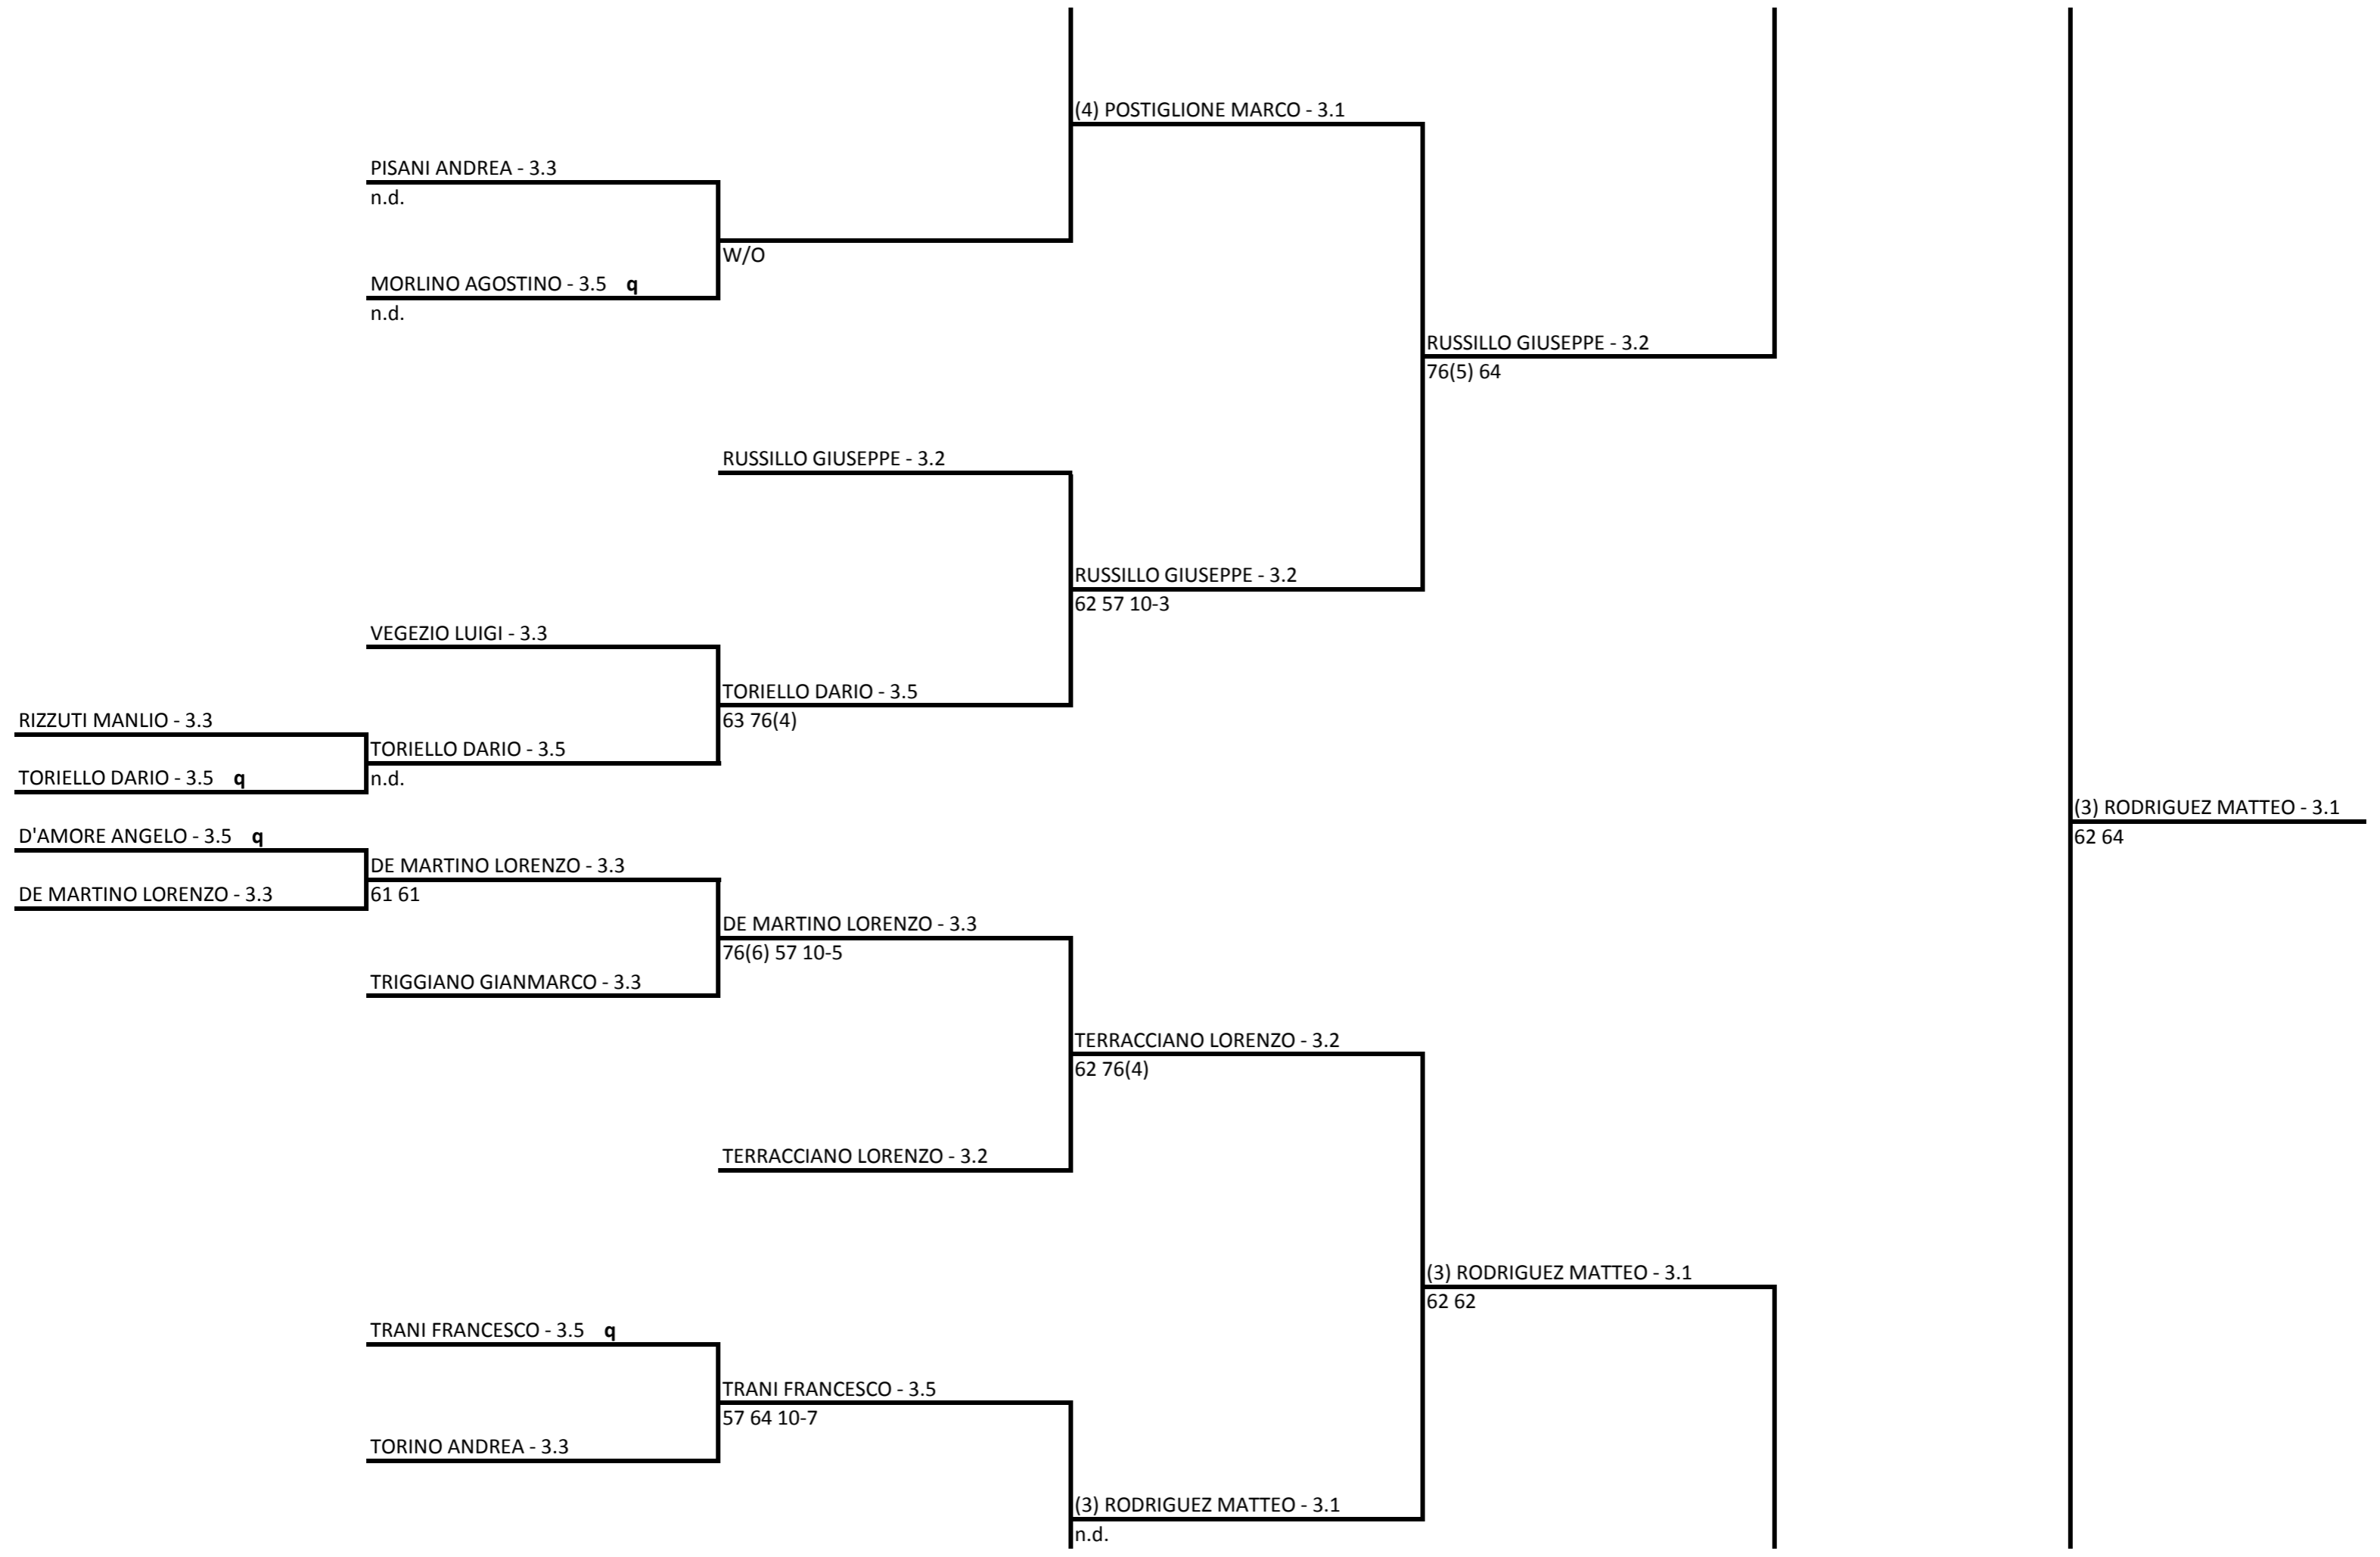 (4) POSTIGLIONE MARCO - 3.1
PISANI ANDREA - 3.3
n.d.
W/O
MORLINO AGOSTINO - 3.5 q
n.d.
RUSSILLO GIUSEPPE - 3.2
76(5) 64
RUSSILLO GIUSEPPE - 3.2
RUSSILLO GIUSEPPE - 3.2
62 57 10-3
VEGEZIO LUIGI - 3.3
TORIELLO DARIO - 3.5
63 76(4)
RIZZUTI MANLIO - 3.3
TORIELLO DARIO - 3.5
n.d.
TORIELLO DARIO - 3.5 q
(3) RODRIGUEZ MATTEO - 3.1
62 64
D'AMORE ANGELO - 3.5 q
DE MARTINO LORENZO - 3.3
61 61
DE MARTINO LORENZO - 3.3
DE MARTINO LORENZO - 3.3
76(6) 57 10-5
TRIGGIANO GIANMARCO - 3.3
TERRACCIANO LORENZO - 3.2
62 76(4)
TERRACCIANO LORENZO - 3.2
(3) RODRIGUEZ MATTEO - 3.1
62 62
TRANI FRANCESCO - 3.5 q
TRANI FRANCESCO - 3.5
57 64 10-7
TORINO ANDREA - 3.3
(3) RODRIGUEZ MATTEO - 3.1
n.d.